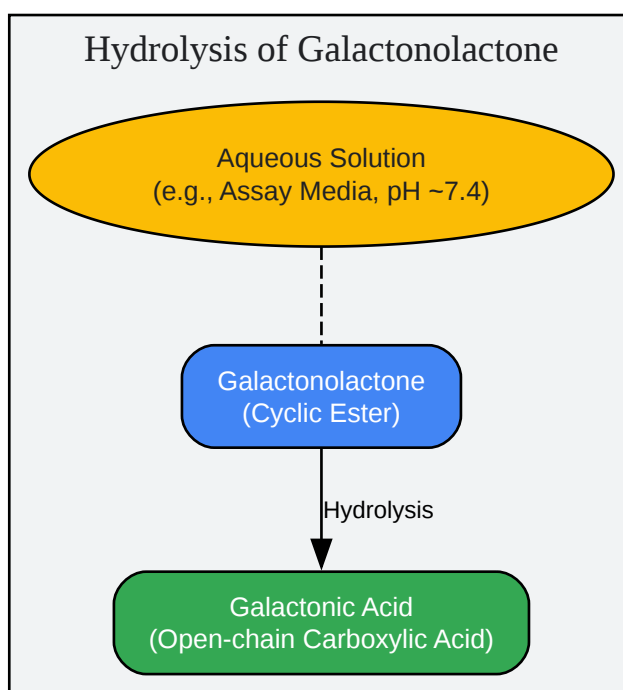 Hydrolysis of Galactonolactone
Aqueous Solution
(e.g., Assay Media, pH ~7.4)
Galactonolactone
(Cyclic Ester)
Hydrolysis
Galactonic Acid
(Open-chain Carboxylic Acid)